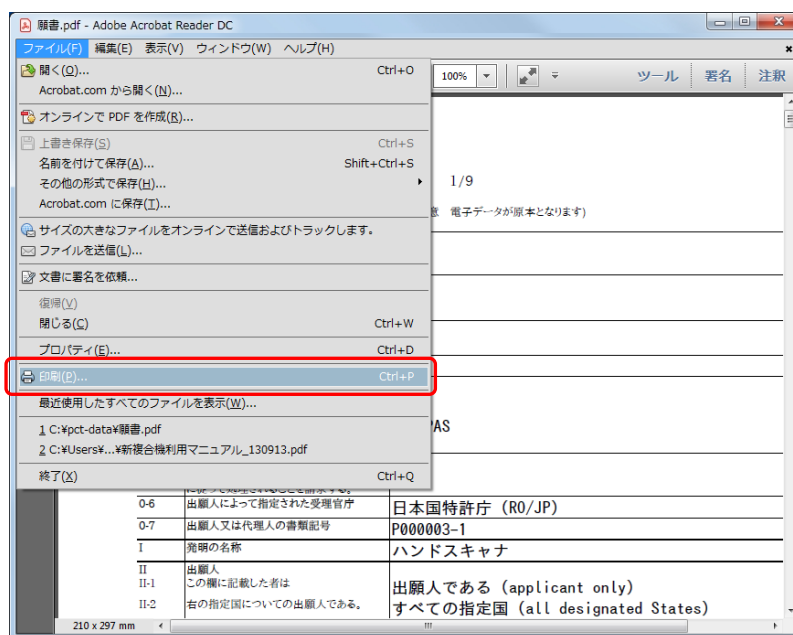 願書.pdf - Adobe Acrobat Reader DC
ファイル(F) 編集(E) 表示(V) ウィンドウ(W) ヘルプ(H)
開く(O)... Ctrl+O
100% ツール 署名 注釈
Acrobat.com から開く(N)...
オンラインで PDF を作成(R)...
上書き保存(S) Ctrl+S
名前を付けて保存(A)... Shift+Ctrl+S
その他の形式で保存(H)...
1/9
Acrobat.com に保存(T)...
電子データが原本となります)
サイズの大きなファイルをオンラインで送信およびトラックします。
ファイルを送信(L)...
文書に署名を依頼...
復帰(V)
閉じる(C) Ctrl+W
プロパティ(E)... Ctrl+D
印刷(P)... Ctrl+P
最近使用したすべてのファイルを表示(W)...
1 C:¥pct-data¥願書.pdf
PAS
2 C:¥Users¥...¥新複合機利用マニュアル_130913.pdf
終了(X) Ctrl+Q
0-6 出願人によって指定された受理官庁 日本国特許庁 (RO/JP)
0-7 出願人又は代理人の書類記号 P000003-1
I 発明の名称 ハンドスキャナ
II 出願人
II-1 この欄に記載した者は 出願人である (applicant only)
II-2 右の指定国についての出願人である。 すべての指定国 (all designated States)
210 x 297 mm